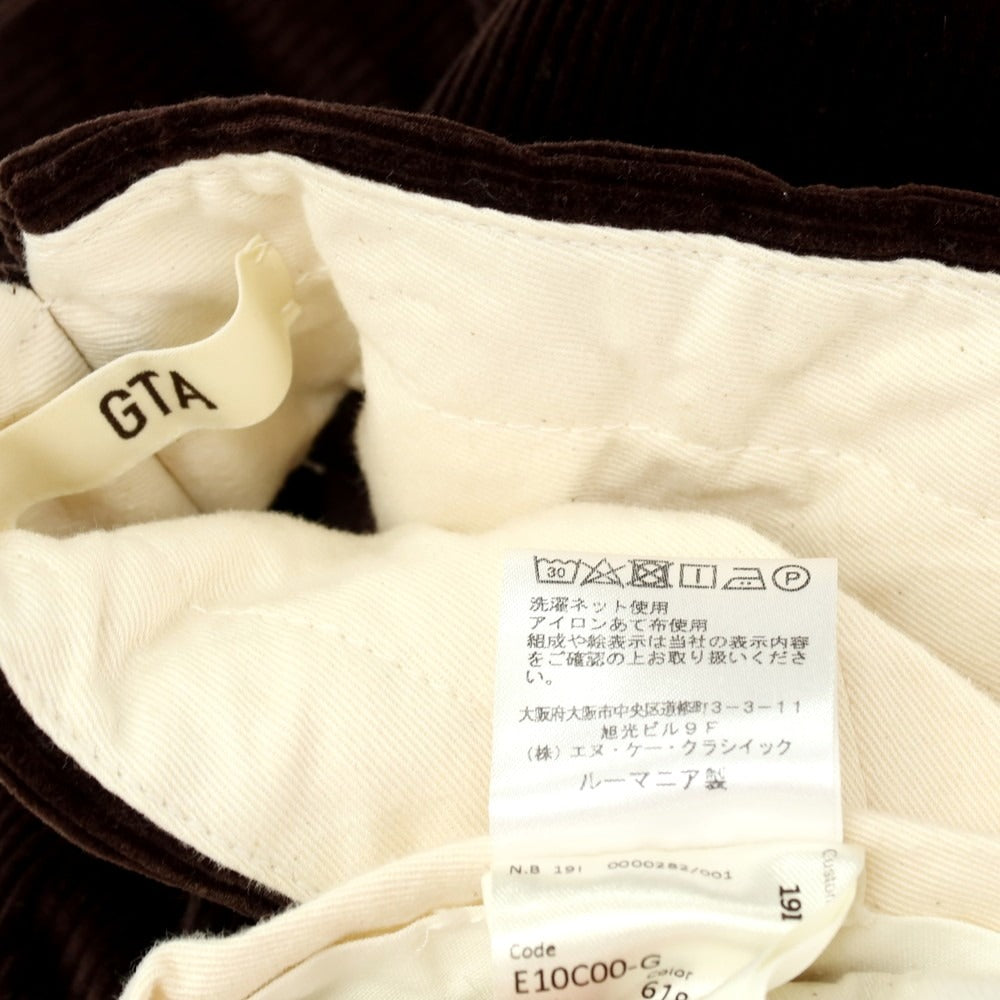 GTA
30 P
洗濯ネット使用
アイロンあて布使用
組成や絵表示は当社の表示内容
をご確認の上お取り扱いくださ
い。
大阪府大阪市中央区道修町3-3-11
旭光ビル9F
(株)エヌ・ケー・クラシイック
ルーマニア製
N.B 19I 0000282/001
19I
Code
E10C00-G
color